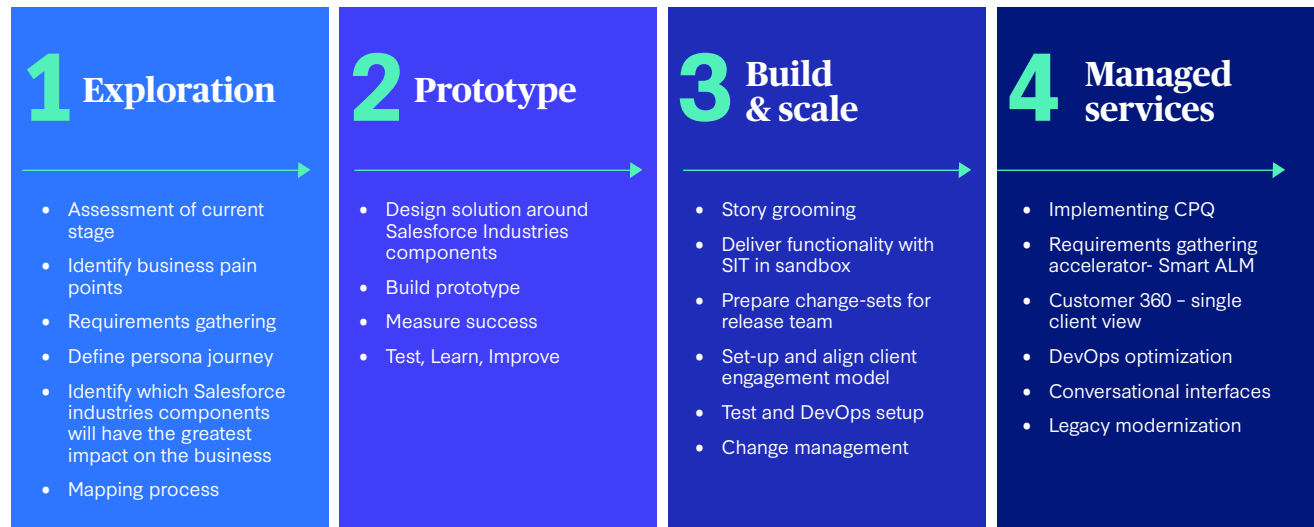 1 Exploration
• Assessment of current
stage
• Identify business pain
points
• Requirements gathering
• Define persona journey
• Identify which Salesforce
industries components
will have the greatest
impact on the business
• Mapping process
2 Prototype
• Design solution around
Salesforce Industries
components
• Build prototype
• Measure success
• Test, Learn, Improve
3 Build
& scale
• Story grooming
• Deliver functionality with
SIT in sandbox
• Prepare change-sets for
release team
• Set-up and align client
engagement model
• Test and DevOps setup
• Change management
4 Managed
services
• Implementing CPQ
• Requirements gathering
accelerator- Smart ALM
• Customer 360 – single
client view
• DevOps optimization
• Conversational interfaces
• Legacy modernization